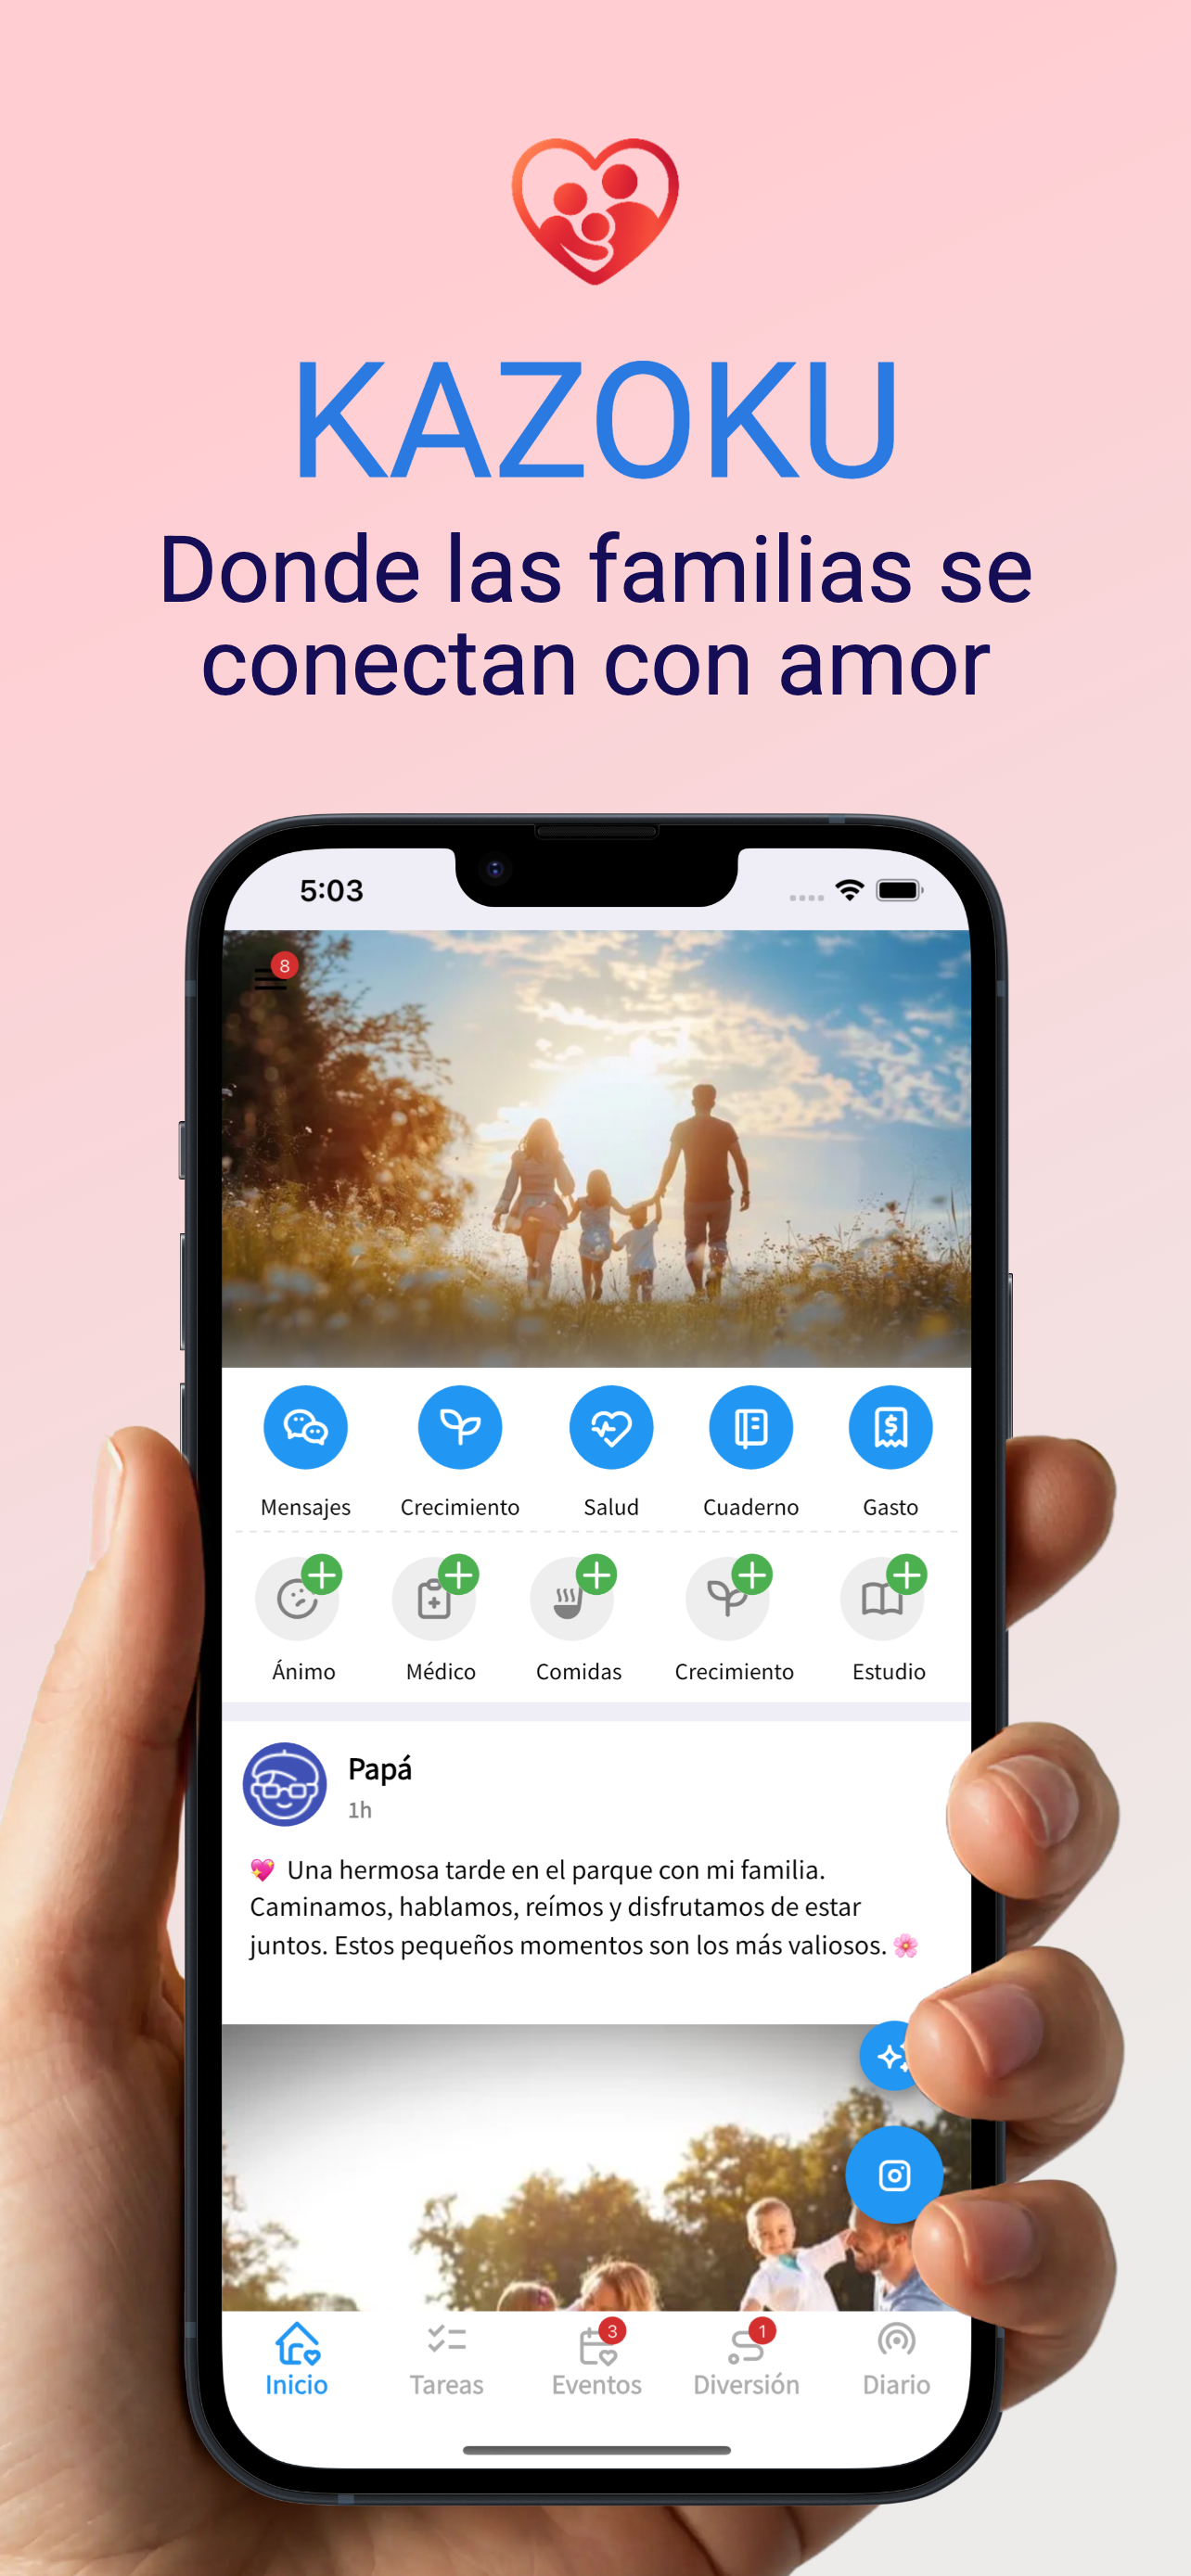 KAZOKU
Donde las familias se
conectan con amor
5:03
8
Mensajes Crecimiento Salud Cuaderno Gasto
Ánimo Médico Comidas Crecimiento Estudio
Papá
1h
💖 Una hermosa tarde en el parque con mi familia.
Caminamos, hablamos, reímos y disfrutamos de estar
juntos. Estos pequeños momentos son los más valiosos. 🌸
3 1
Inicio Tareas Eventos Diversión Diario